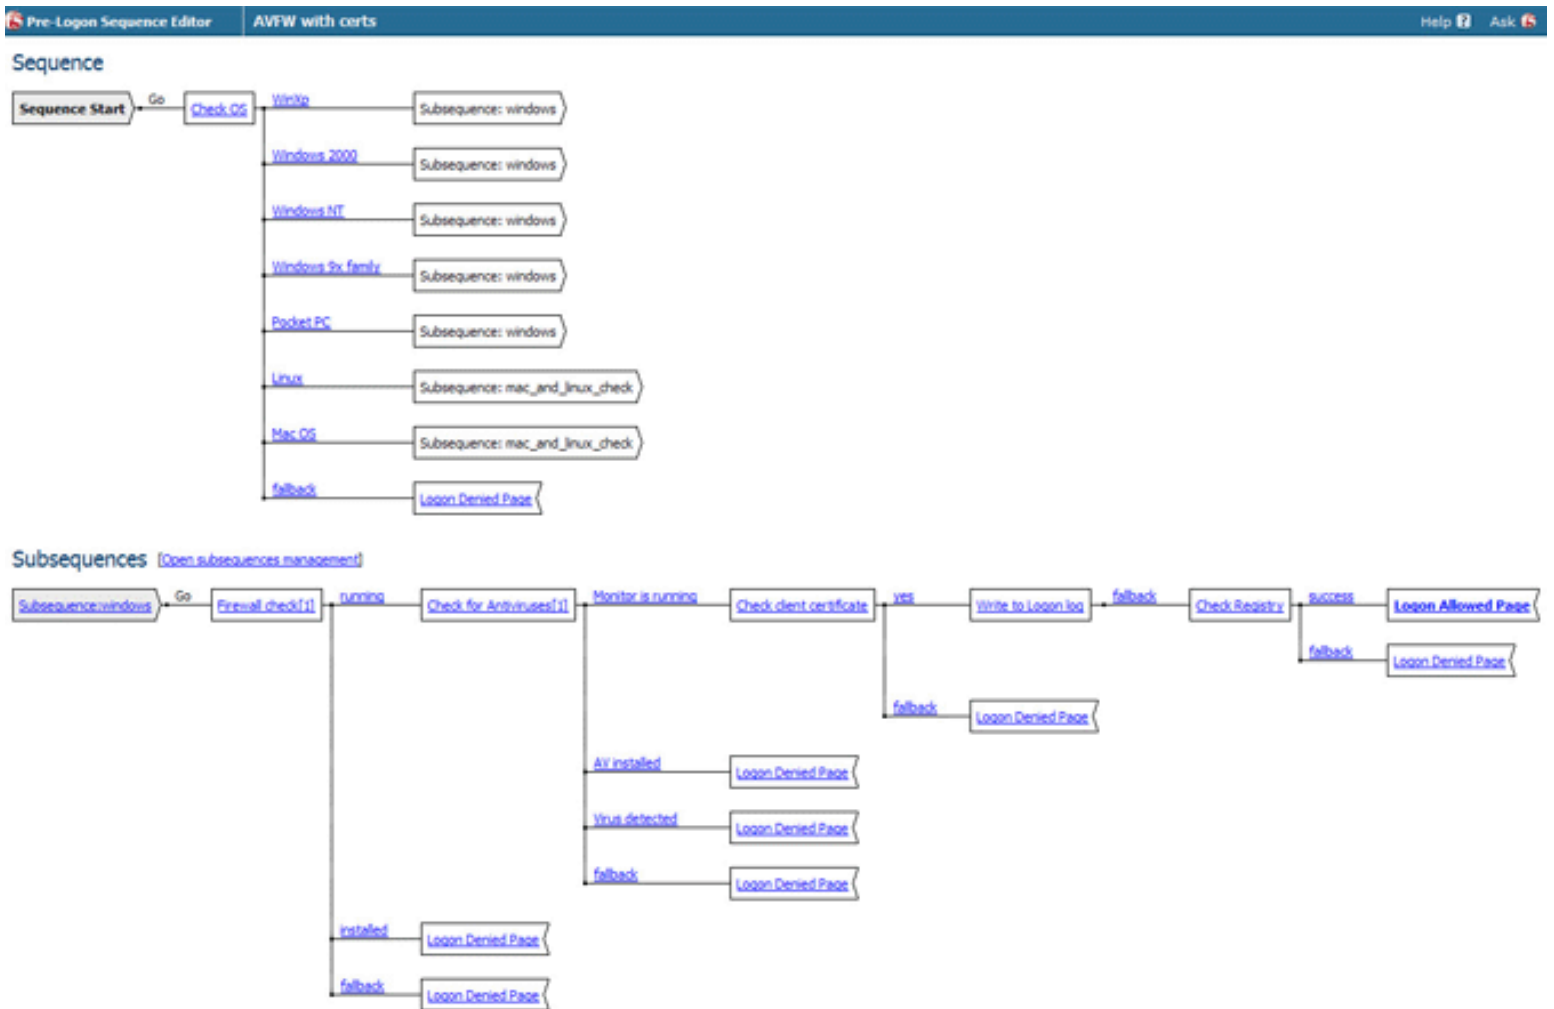 Pre-Logon Sequence Editor AVFW with certs Help ? Ask f5
Sequence
Sequence Start Go Check OS WinXp Subsequence: windows
Windows 2000 Subsequence: windows
Windows NT Subsequence: windows
Windows 9x family Subsequence: windows
Pocket PC Subsequence: windows
Linux Subsequence: mac_and_linux_check
Mac OS Subsequence: mac_and_linux_check
fallback Logon Denied Page
Subsequences [Open subsequences management]
Subsequence:windows Go Firewall check[1] running Check for Antiviruses[1] Monitor is running Check client certificate yes Write to Logon log fallback Check Registry success Logon Allowed Page
fallback Logon Denied Page
fallback Logon Denied Page
AV installed Logon Denied Page
Virus detected Logon Denied Page
fallback Logon Denied Page
installed Logon Denied Page
fallback Logon Denied Page